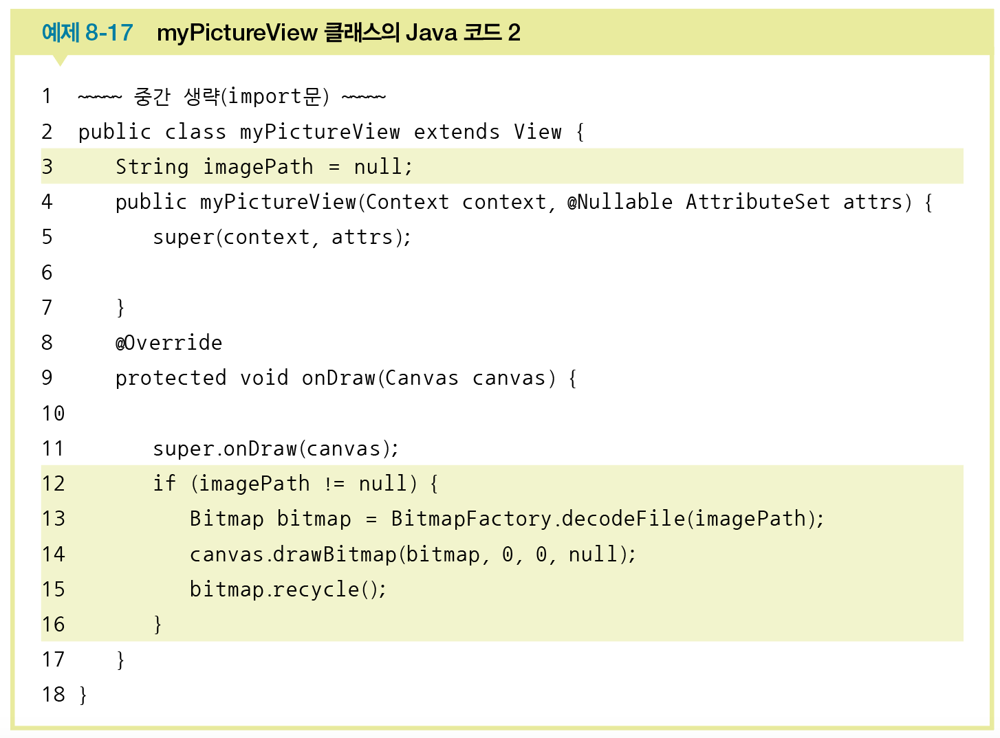 예제 8-17 myPictureView 클래스의 Java 코드 2
1 ~~~~~ 중간 생략(import문) ~~~~~
2 public class myPictureView extends View {
3 String imagePath = null;
4 public myPictureView(Context context, @Nullable AttributeSet attrs) {
5 super(context, attrs);
6
7 }
8 @Override
9 protected void onDraw(Canvas canvas) {
10
11 super.onDraw(canvas);
12 if (imagePath != null) {
13 Bitmap bitmap = BitmapFactory.decodeFile(imagePath);
14 canvas.drawBitmap(bitmap, 0, 0, null);
15 bitmap.recycle();
16 }
17 }
18 }